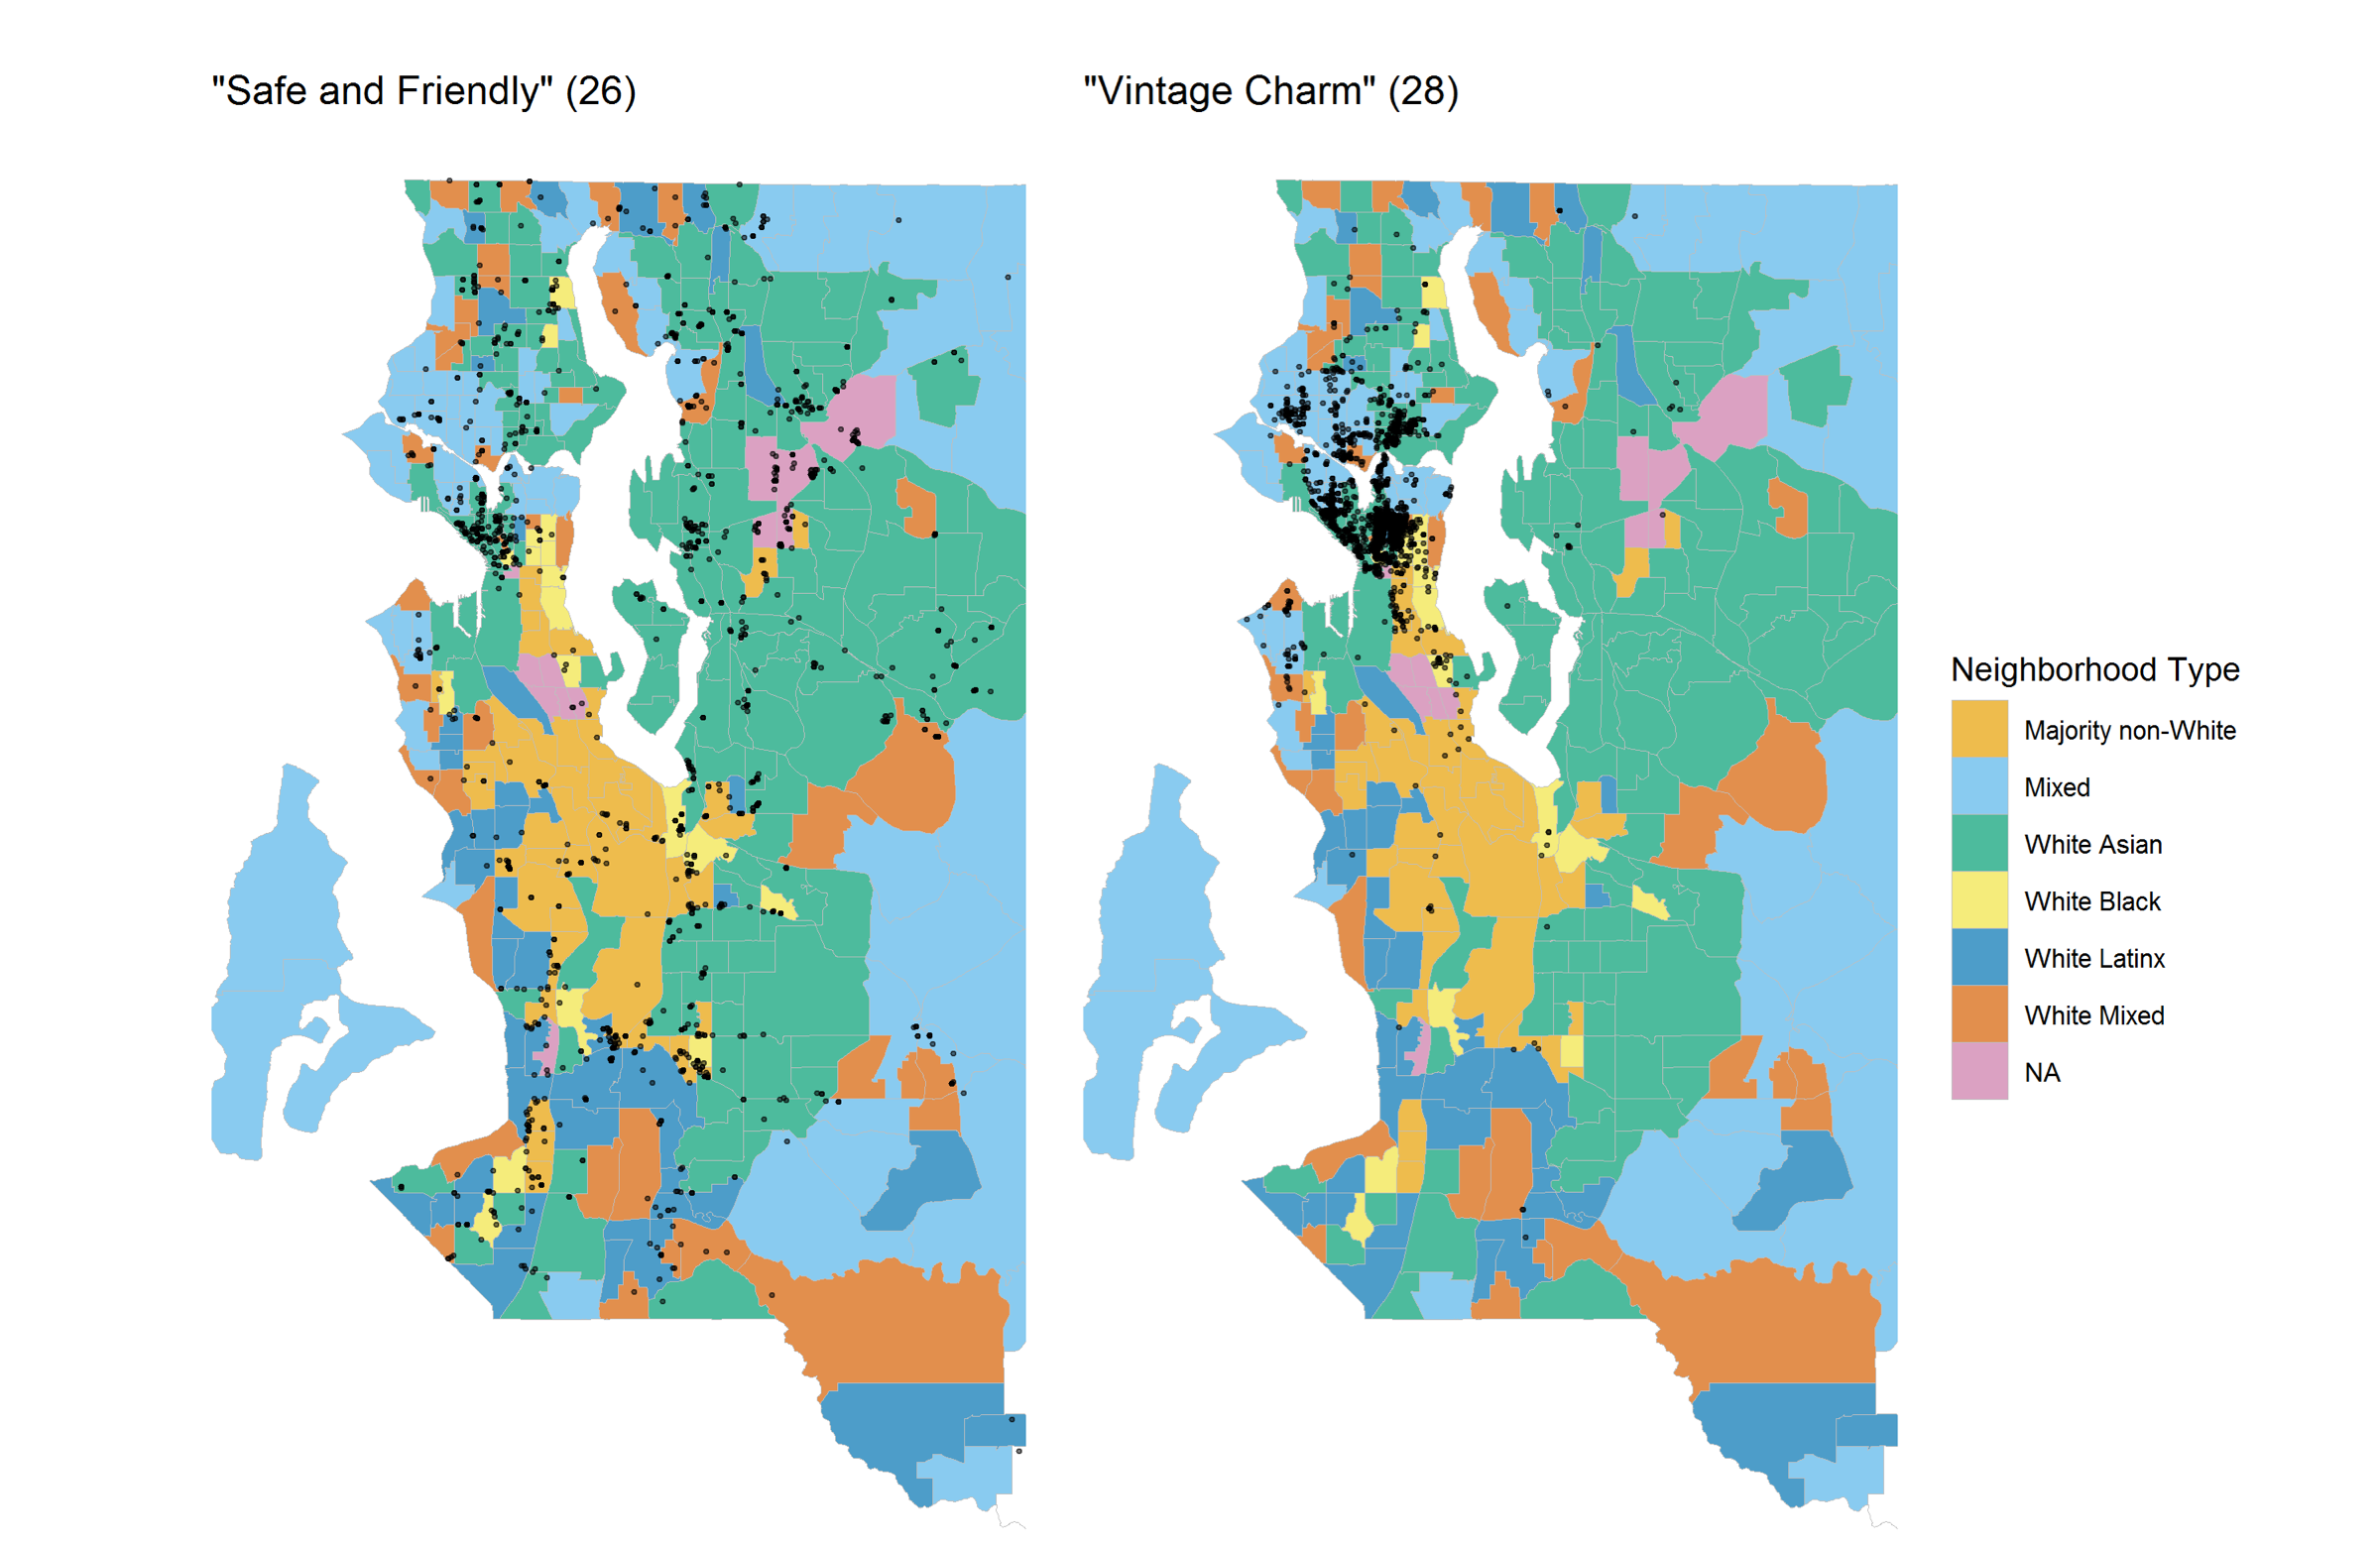 "Safe and Friendly" (26)
"Vintage Charm" (28)
Neighborhood Type
Majority non-White
Mixed
White Asian
White Black
White Latinx
White Mixed
NA